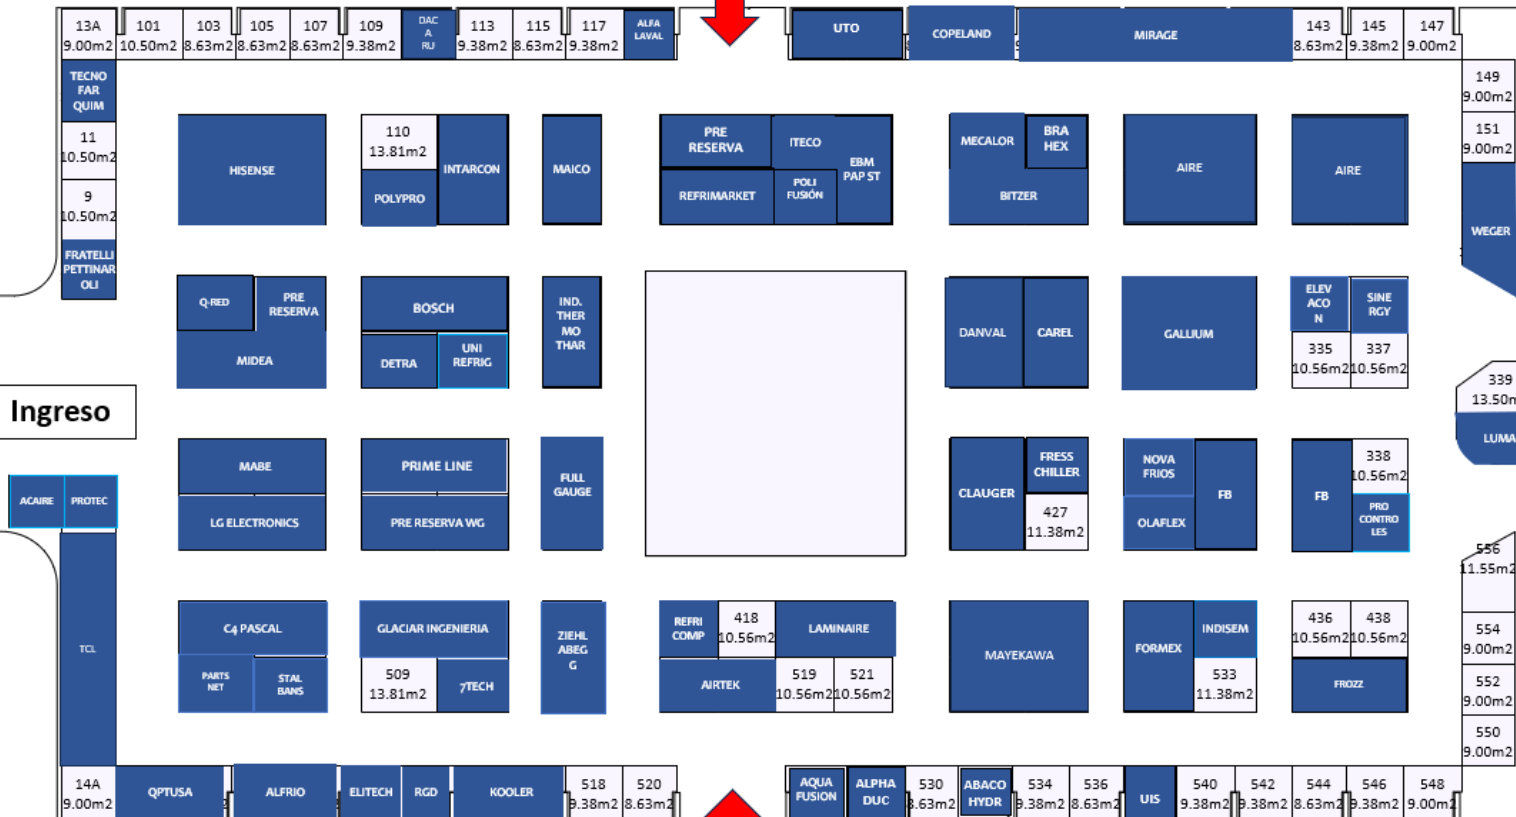 13A
9.00m2
101
10.50m2
103
8.63m2
105
8.63m2
107
8.63m2
109
9.38m2
DAC
A
RU
113
9.38m2
115
8.63m2
117
9.38m2
ALFA
LAVAL
UTO
COPELAND
MIRAGE
143
8.63m2
145
9.38m2
147
9.00m2
TECNO
FAR
QUIM
11
10.50m2
9
10.50m2
FRATELLI
PETTINAR
OLI
149
9.00m2
151
9.00m2
WEGER
HISENSE
110
13.81m2
POLYPRO
INTARCON
MAICO
PRE
RESERVA
ITECO
EBM
PAP ST
REFRIMARKET
POLI
FUSIÓN
MECALOR
BRA
HEX
BITZER
AIRE
AIRE
Q-RED
PRE
RESERVA
MIDEA
BOSCH
DETRA
UNI
REFRIG
IND.
THER
MO
THAR
DANVAL
CAREL
GALLIUM
ELEV
ACO
N
SINE
RGY
335
10.56m2
337
10.56m2
339
13.50m
LUMA
Ingreso
ACAIRE
PROTEC
MABE
LG ELECTRONICS
PRIME LINE
PRE RESERVA WG
FULL
GAUGE
CLAUGER
FRESS
CHILLER
427
11.38m2
NOVA
FRIOS
OLAFLEX
FB
FB
338
10.56m2
PRO
CONTRO
LES
556
11.55m2
554
9.00m2
552
9.00m2
550
9.00m2
TCL
C4 PASCAL
PARTS
NET
STAL
BANS
GLACIAR INGENIERIA
509
13.81m2
7TECH
ZIEHL
ABEG
G
REFRI
COMP
418
10.56m2
LAMINAIRE
AIRTEK
519
10.56m2
521
10.56m2
MAYEKAWA
FORMEX
INDISEM
533
11.38m2
436
10.56m2
438
10.56m2
FROZZ
14A
9.00m2
QPTUSA
ALFRIO
ELITECH
RGD
KOOLER
518
9.38m2
520
8.63m2
AQUA
FUSION
ALPHA
DUC
530
8.63m2
ABACO
HYDR
534
9.38m2
536
8.63m2
UIS
540
9.38m2
542
9.38m2
544
8.63m2
546
9.38m2
548
9.00m2